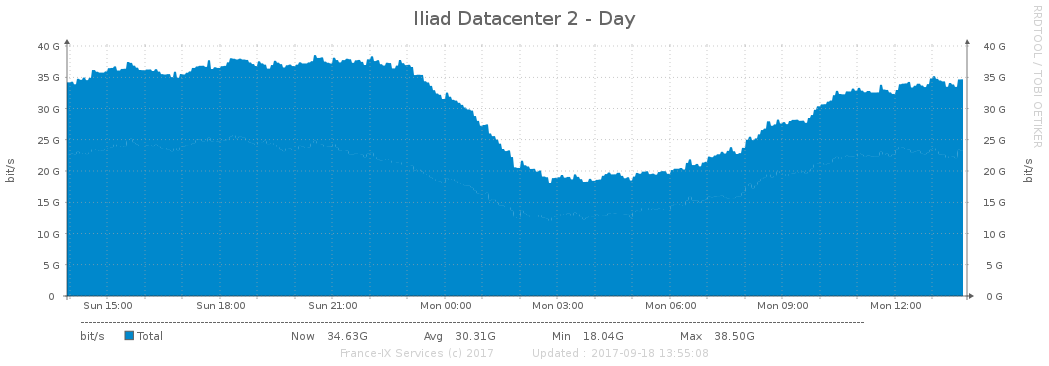 Iliad Datacenter 2 - Day
RRDTOOL / TOBI OETIKER
bit/s
40 G
35 G
30 G
25 G
20 G
15 G
10 G
5 G
0
40 G
35 G
30 G
25 G
20 G
15 G
10 G
5 G
0 G
bit/s
Sun 15:00 Sun 18:00 Sun 21:00 Mon 00:00 Mon 03:00 Mon 06:00 Mon 09:00 Mon 12:00
bit/s Total Now 34.63G Avg 30.31G Min 18.04G Max 38.50G
France-IX Services (c) 2017 Updated : 2017-09-18 13:55:08